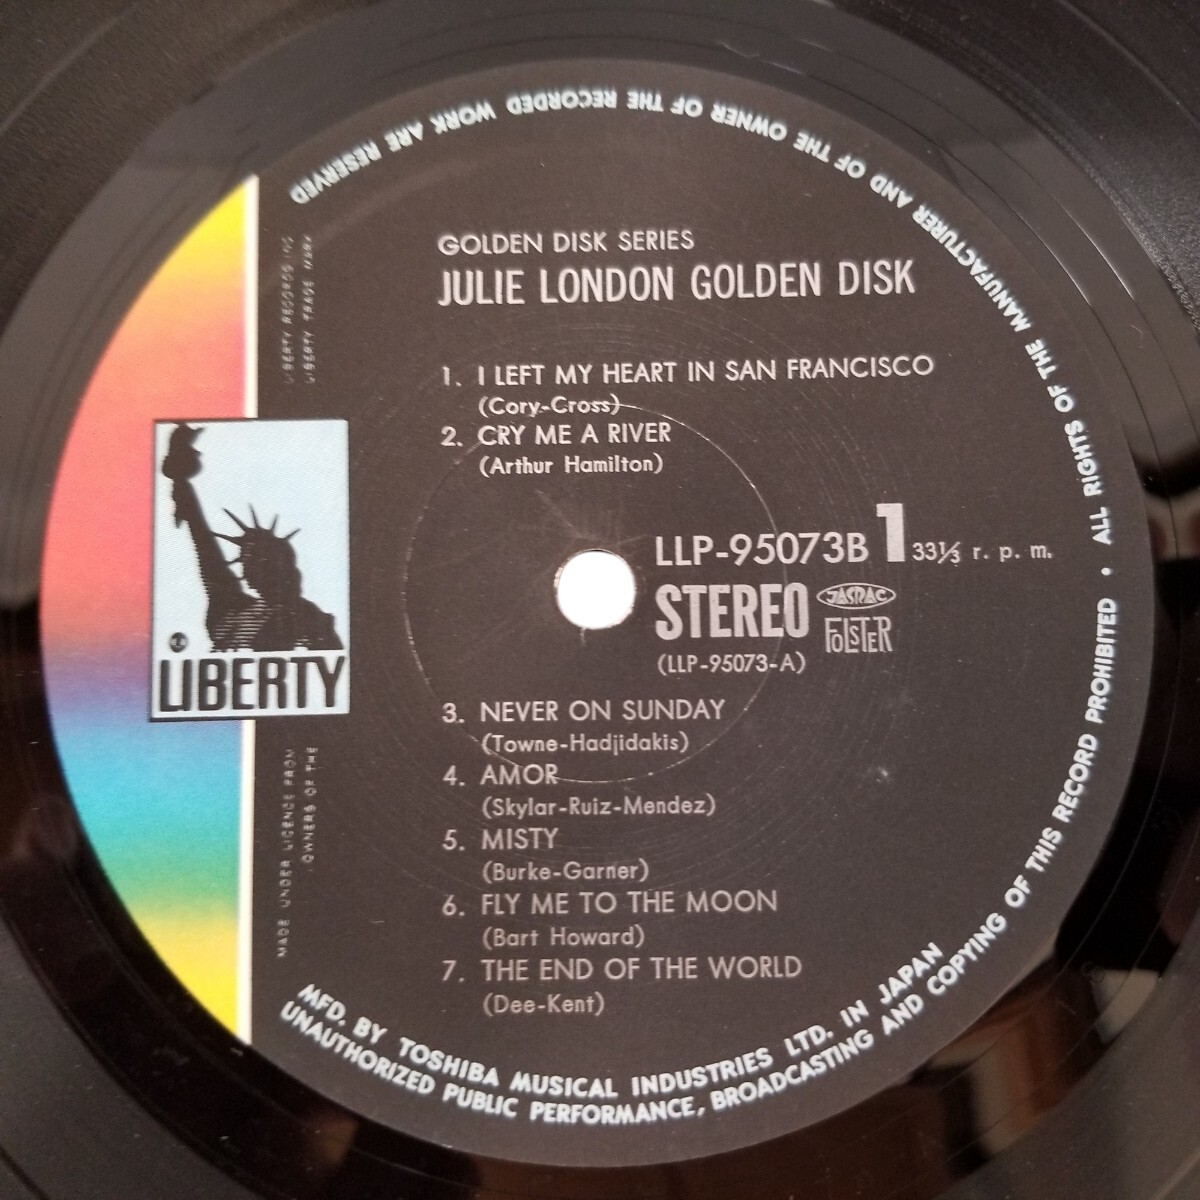 GOLDEN DISK SERIES
JULIE LONDON GOLDEN DISK
1. I LEFT MY HEART IN SAN FRANCISCO
(Cory-Cross)
2. CRY ME A RIVER
(Arthur Hamilton)
LLP-95073B 1 33⅓ r. p. m.
STEREO JASRAC
FOLSTER
(LLP-95073-A)
3. NEVER ON SUNDAY
(Towne-Hadjidakis)
4. AMOR
(Skylar-Ruiz-Mendez)
5. MISTY
(Burke-Garner)
6. FLY ME TO THE MOON
(Bart Howard)
7. THE END OF THE WORLD
(Dee-Kent)
LIBERTY
LIBERTY RECORDS INC
LIBERTY TRADE MARK
MADE UNDER LICENCE FROM
OWNERS OF THE
MFD. BY TOSHIBA MUSICAL INDUSTRIES LTD. IN JAPAN
UNAUTHORIZED PUBLIC PERFORMANCE, BROADCASTING AND COPYING OF THIS RECORD PROHIBITED • ALL RIGHTS OF THE MANUFACTURER AND OF THE OWNER OF THE RECORDED WORK ARE RESERVED